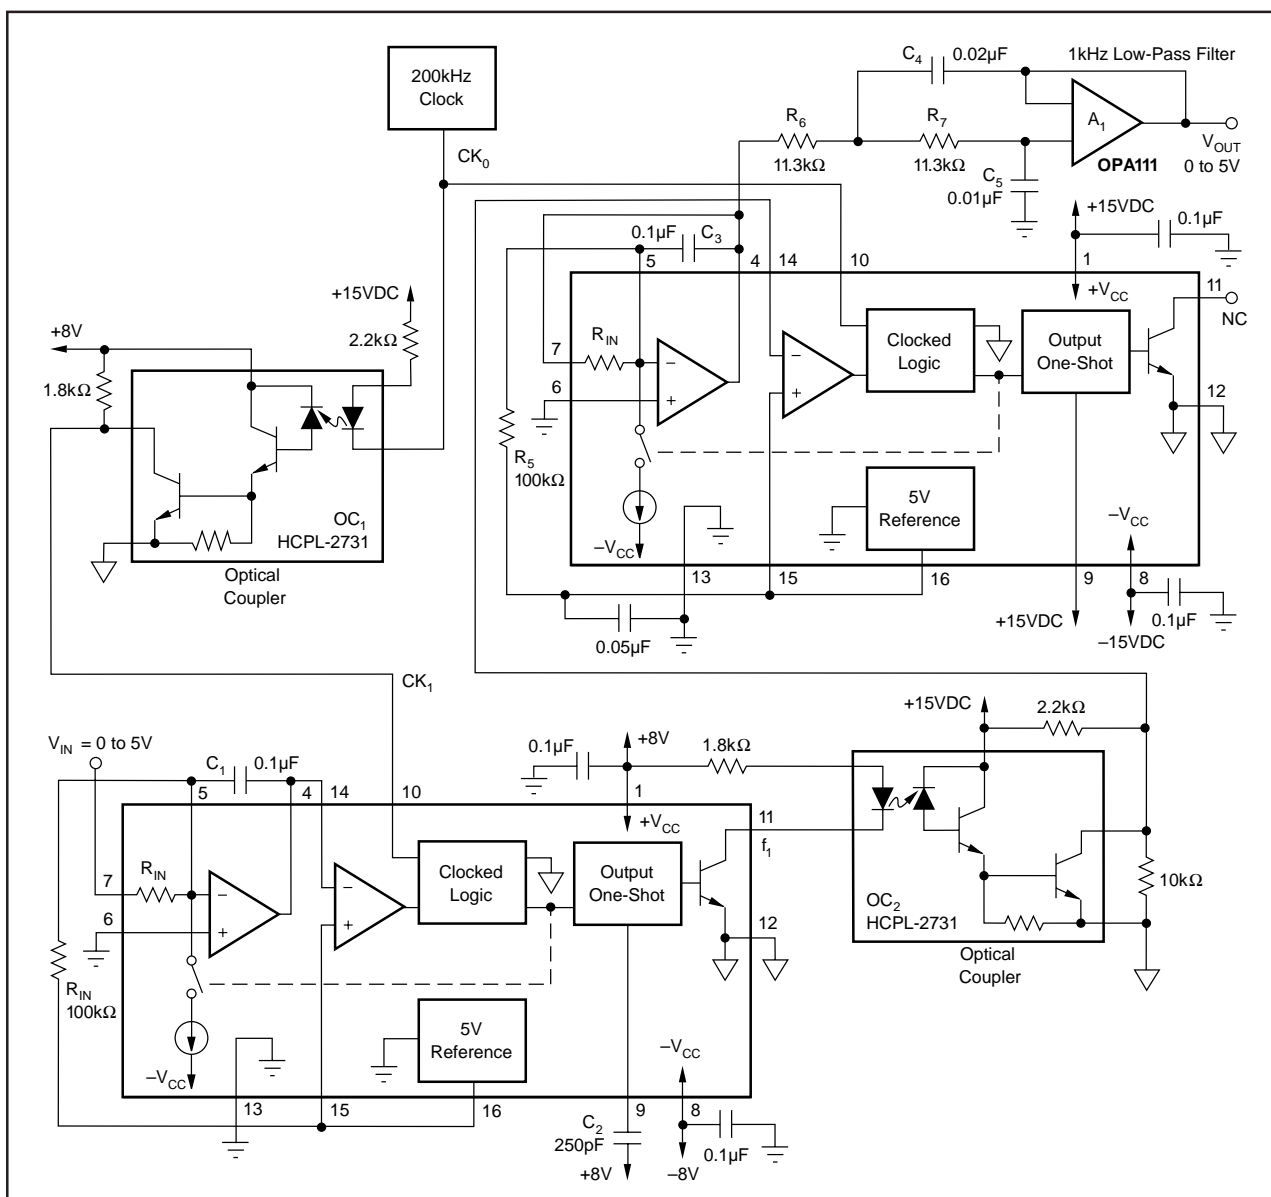 200kHz
Clock
CK0
C4
0.02µF
1kHz Low-Pass Filter
R6
11.3kΩ
R7
11.3kΩ
A1
OPA111
VOUT
0 to 5V
C5
0.01µF
+15VDC
0.1µF
0.1µF
C3
5
4
14
10
1
+VCC
11
NC
+15VDC
2.2kΩ
+8V
1.8kΩ
OC1
HCPL-2731
Optical
Coupler
7
RIN
6
–
+
–
+
Clocked
Logic
Output
One-Shot
12
R5
100kΩ
5V
Reference
–VCC
–VCC
13
15
16
9
8
0.05µF
+15VDC
–15VDC
0.1µF
CK1
VIN = 0 to 5V
C1
0.1µF
5
4
14
10
0.1µF
+8V
1.8kΩ
1
+VCC
11
f1
+15VDC
2.2kΩ
10kΩ
OC2
HCPL-2731
Optical
Coupler
7
RIN
6
–
+
–
+
Clocked
Logic
Output
One-Shot
12
RIN
100kΩ
5V
Reference
–VCC
–VCC
13
15
16
9
8
C2
250pF
+8V
–8V
0.1µF